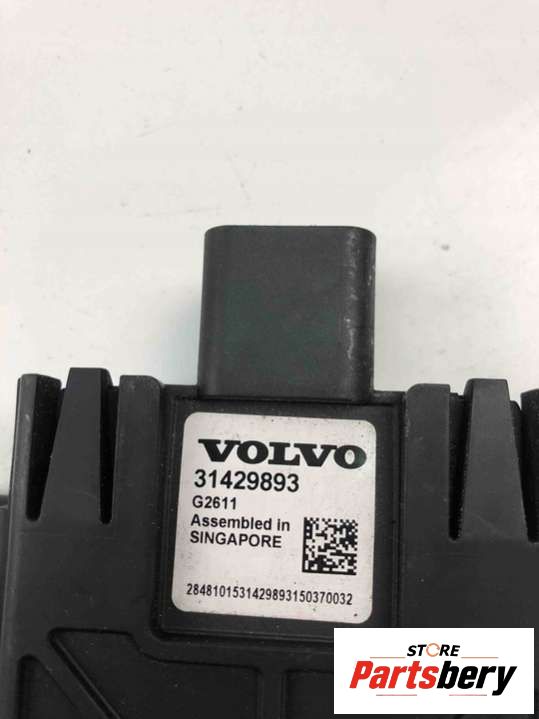 VOLVO
31429893
G2611
Assembled in
SINGAPORE
2848101531429893150370032
STORE
Partsbery